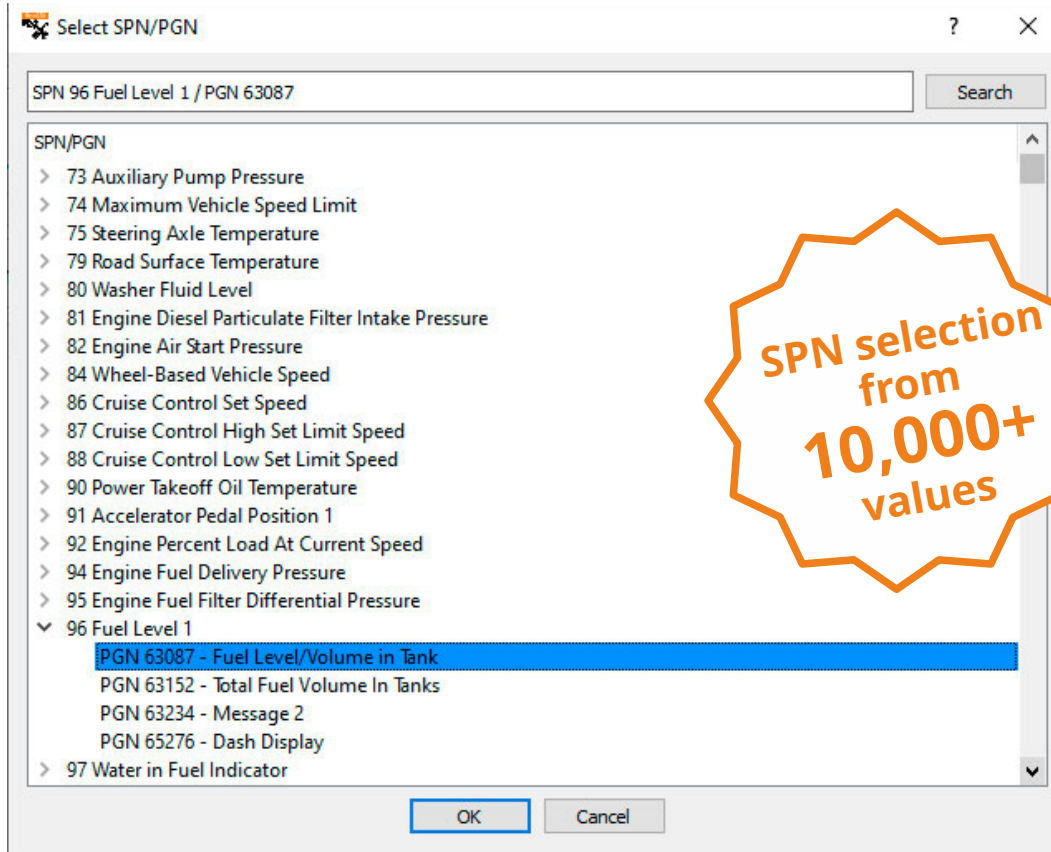 Select SPN/PGN
?
SPN 96 Fuel Level 1 / PGN 63087
Search
SPN/PGN
73 Auxiliary Pump Pressure
74 Maximum Vehicle Speed Limit
75 Steering Axle Temperature
79 Road Surface Temperature
80 Washer Fluid Level
81 Engine Diesel Particulate Filter Intake Pressure
82 Engine Air Start Pressure
84 Wheel-Based Vehicle Speed
86 Cruise Control Set Speed
87 Cruise Control High Set Limit Speed
88 Cruise Control Low Set Limit Speed
90 Power Takeoff Oil Temperature
91 Accelerator Pedal Position 1
92 Engine Percent Load At Current Speed
94 Engine Fuel Delivery Pressure
95 Engine Fuel Filter Differential Pressure
96 Fuel Level 1
PGN 63087 - Fuel Level/Volume in Tank
PGN 63152 - Total Fuel Volume In Tanks
PGN 63234 - Message 2
PGN 65276 - Dash Display
97 Water in Fuel Indicator
SPN selection
from
10,000+
values
OK
Cancel